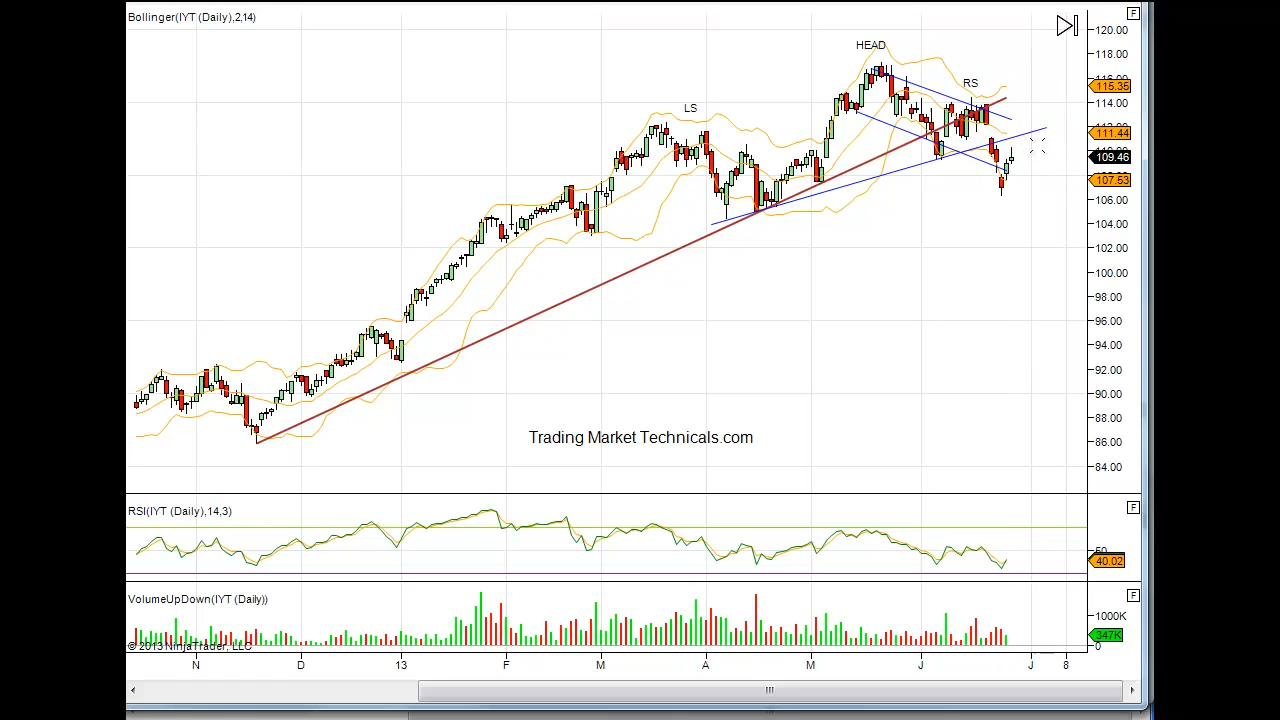 Bollinger(IYT (Daily),2,14)
F
120.00
118.00
HEAD
RS
115.35
114.00
LS
111.44
109.46
107.53
106.00
104.00
102.00
100.00
98.00
96.00
94.00
92.00
90.00
88.00
86.00
84.00
Trading Market Technicals.com
RSI(IYT (Daily),14,3)
F
40.02
VolumeUpDown(IYT (Daily))
F
1000K
347K
0
© 2013 NinjaTrader, LLC
N D 13 F M A M J J 8